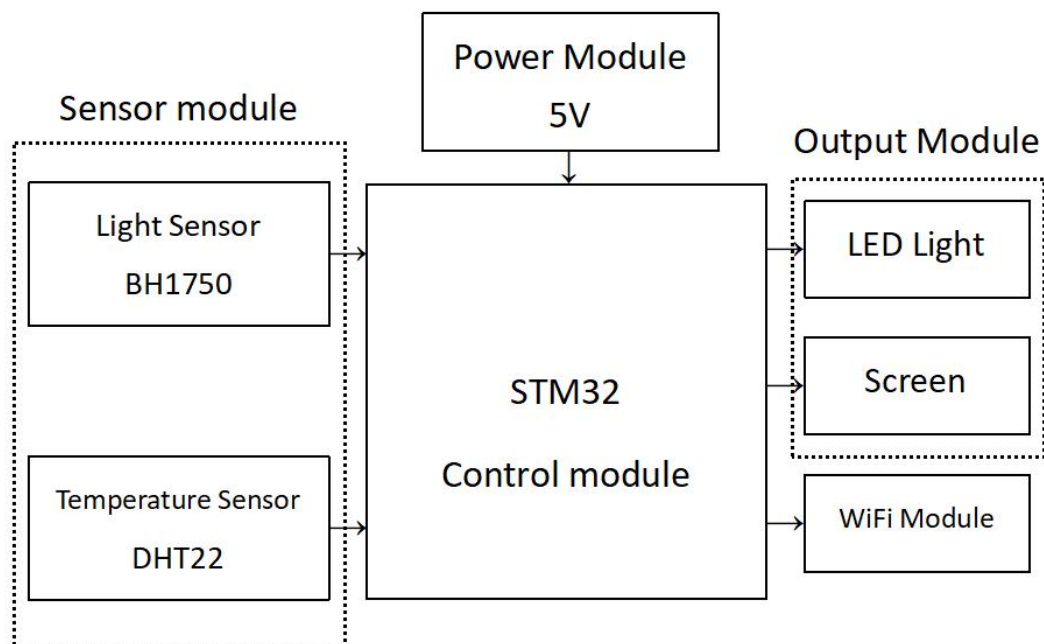 Power Module
5V
Sensor module
Output Module
Light Sensor
BH1750
LED Light
STM32
Control module
Screen
Temperature Sensor
DHT22
WiFi Module